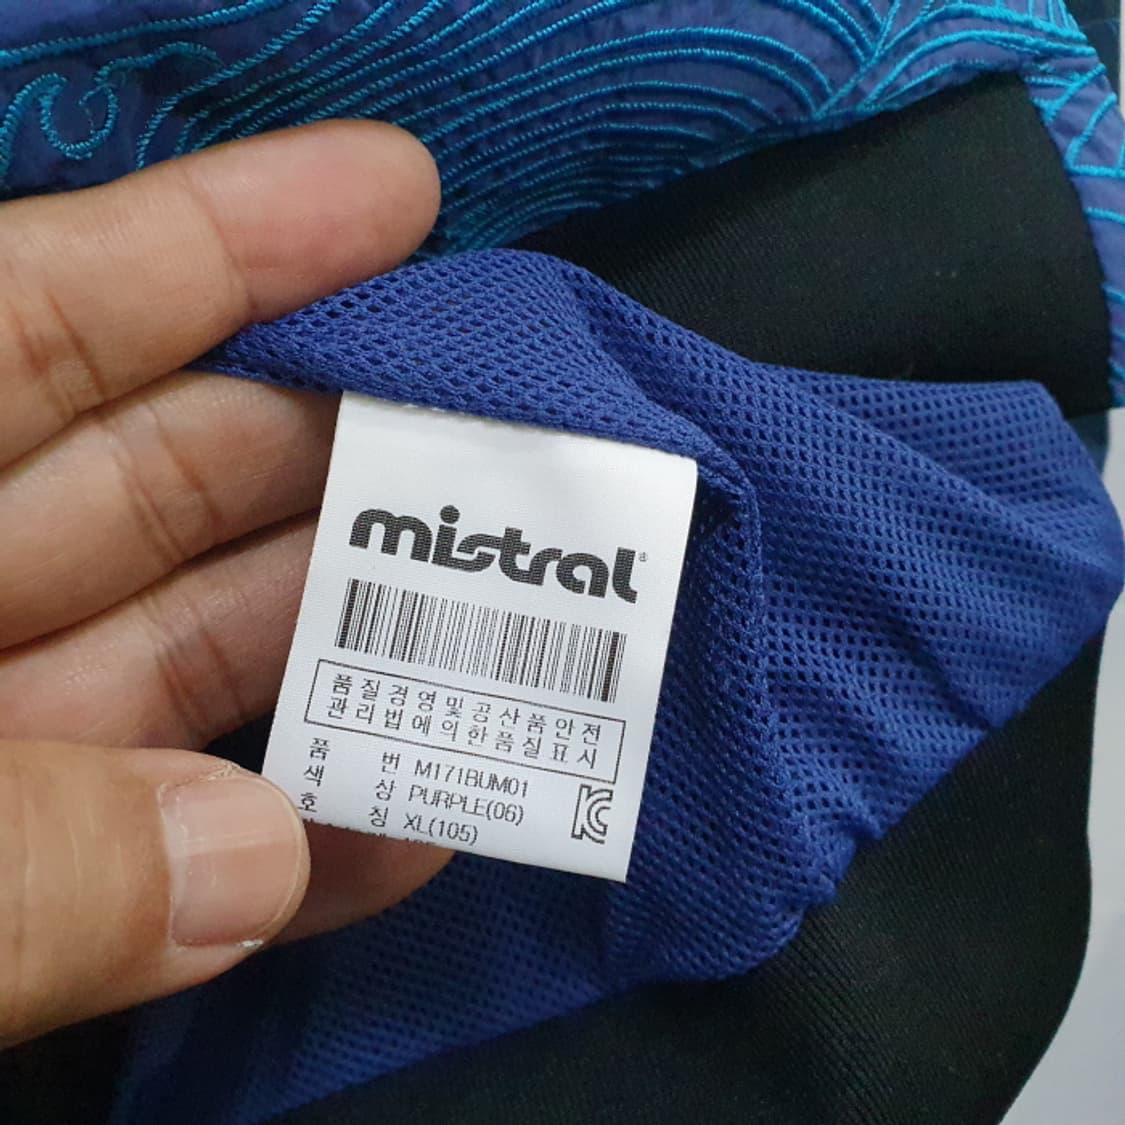 mistral®
품질경영및공산품안전
관리법에의한품질표시
품 번 M171BUM01
색 상 PURPLE(06)
호 칭 XL(105)